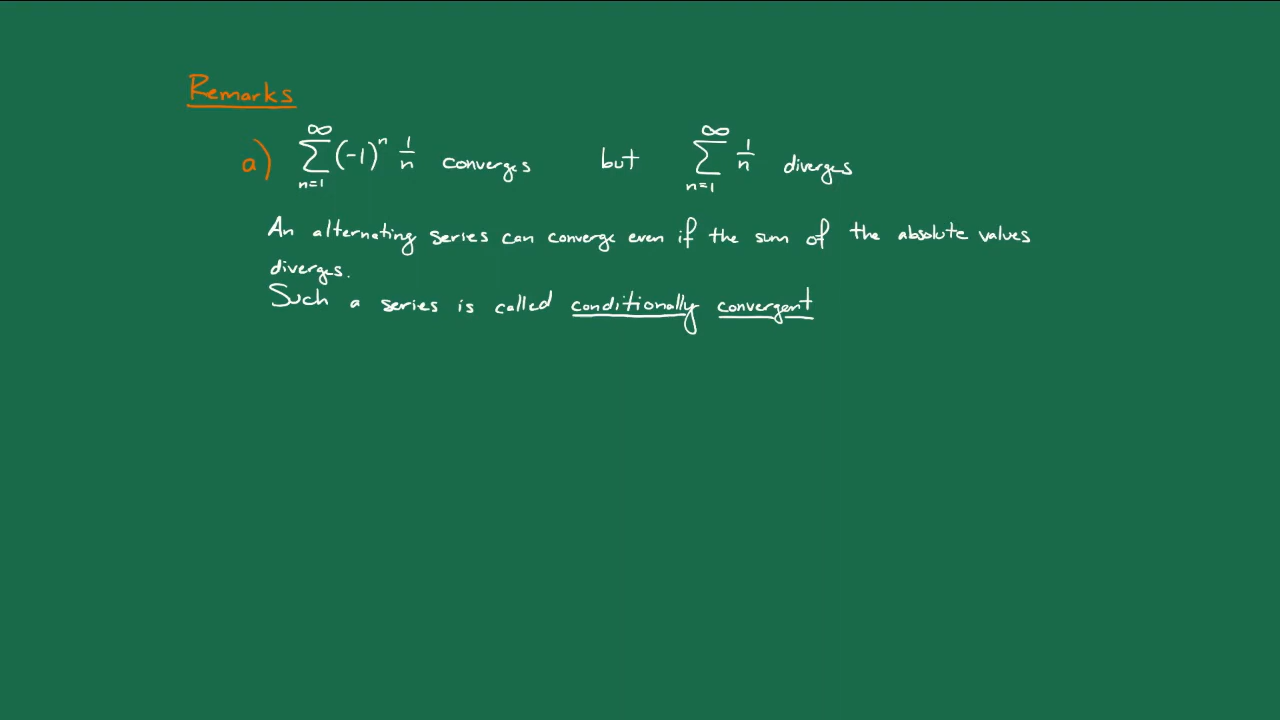 Remarks
a) ∑_{n=1}^{∞} (-1)^n 1/n converges but ∑_{n=1}^{∞} 1/n diverges
An alternating series can converge even if the sum of the absolute values
diverges.
Such a series is called conditionally convergent